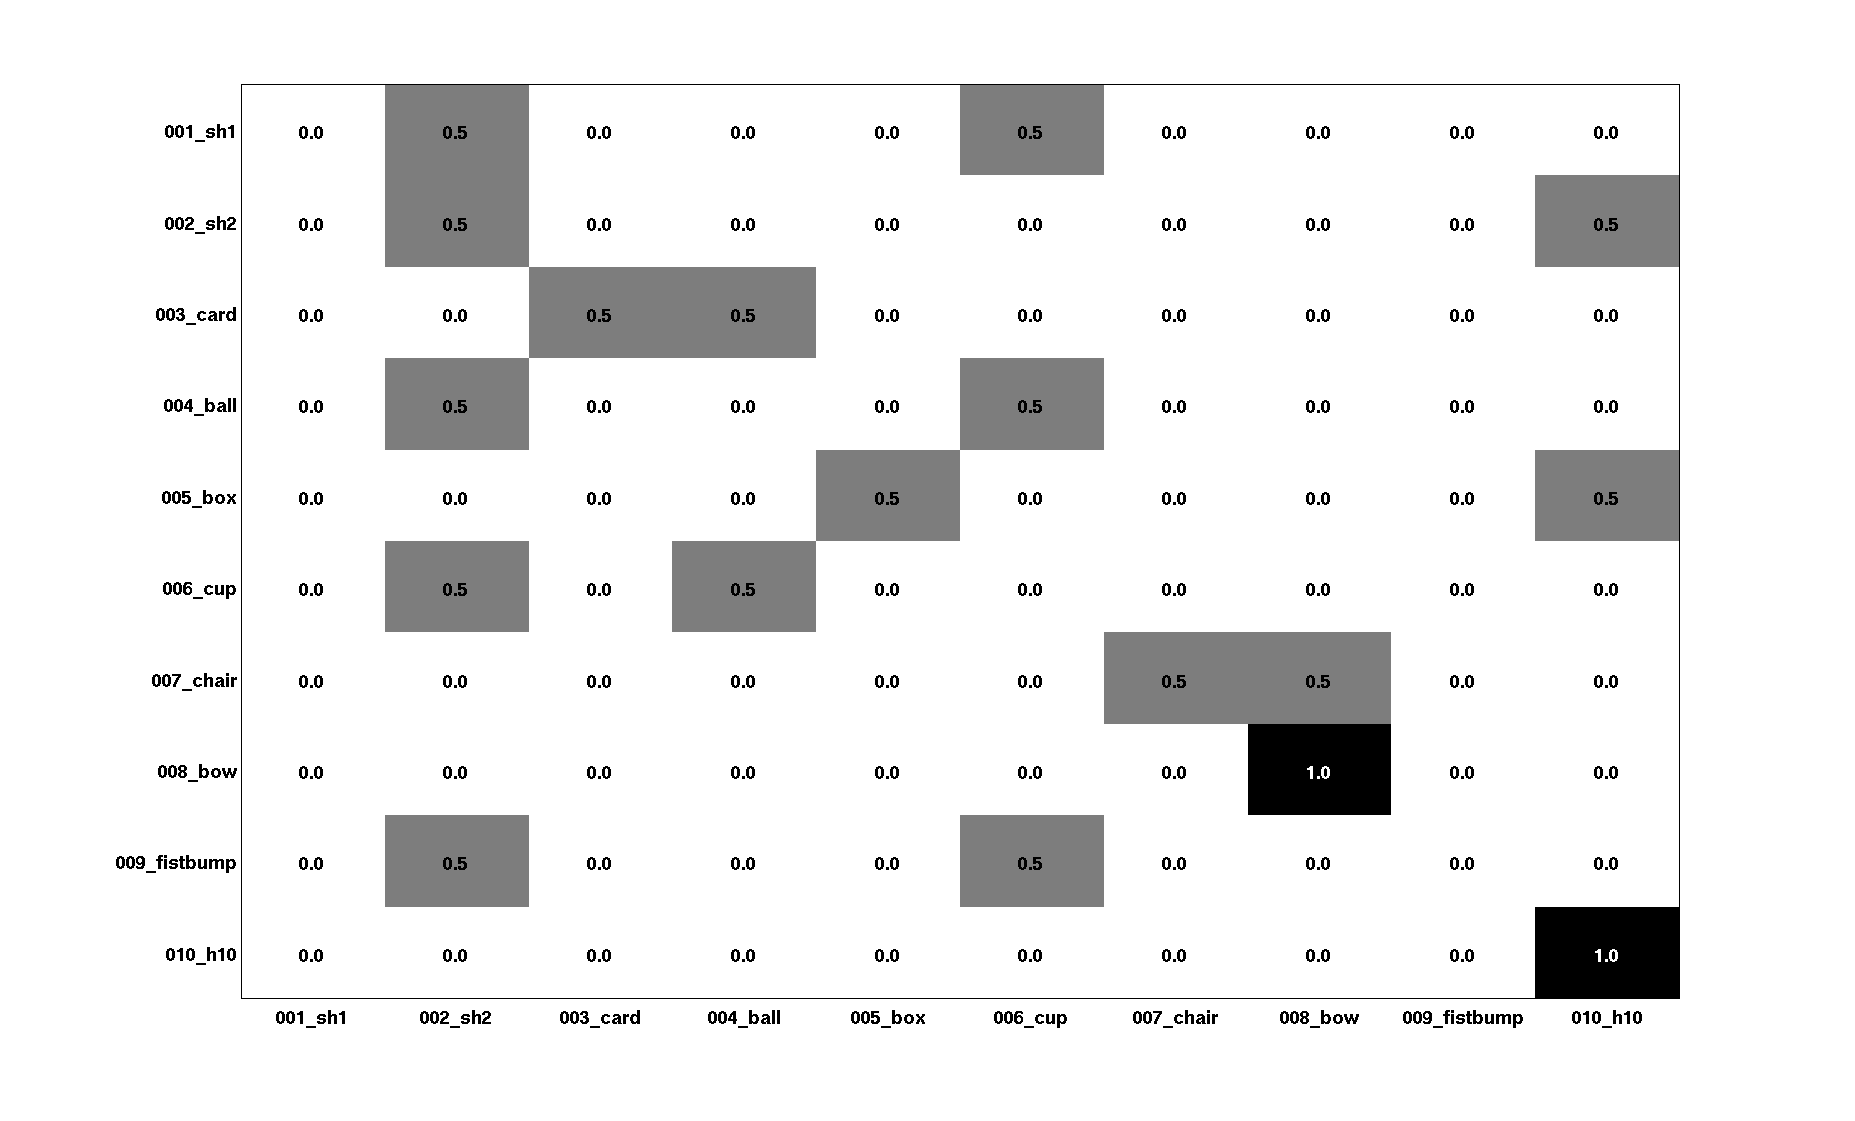 001_sh1 0.0 0.5 0.0 0.0 0.0 0.5 0.0 0.0 0.0 0.0
002_sh2 0.0 0.5 0.0 0.0 0.0 0.0 0.0 0.0 0.0 0.5
003_card 0.0 0.0 0.5 0.5 0.0 0.0 0.0 0.0 0.0 0.0
004_ball 0.0 0.5 0.0 0.0 0.0 0.5 0.0 0.0 0.0 0.0
005_box 0.0 0.0 0.0 0.0 0.5 0.0 0.0 0.0 0.0 0.5
006_cup 0.0 0.5 0.0 0.5 0.0 0.0 0.0 0.0 0.0 0.0
007_chair 0.0 0.0 0.0 0.0 0.0 0.0 0.5 0.5 0.0 0.0
008_bow 0.0 0.0 0.0 0.0 0.0 0.0 0.0 1.0 0.0 0.0
009_fistbump 0.0 0.5 0.0 0.0 0.0 0.5 0.0 0.0 0.0 0.0
010_h10 0.0 0.0 0.0 0.0 0.0 0.0 0.0 0.0 0.0 1.0
001_sh1 002_sh2 003_card 004_ball 005_box 006_cup 007_chair 008_bow 009_fistbump 010_h10